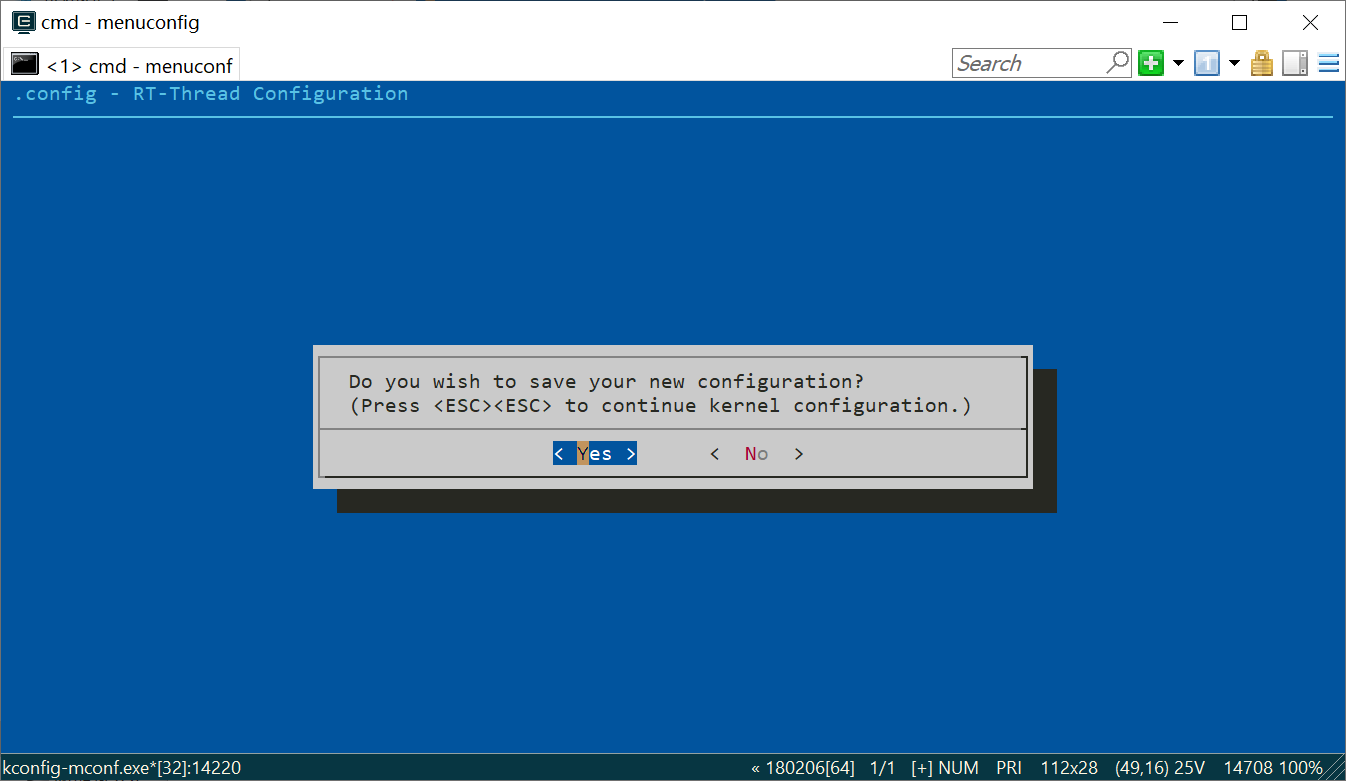 cmd - menuconfig
<1> cmd - menuconf
Search
.config - RT-Thread Configuration
Do you wish to save your new configuration?
(Press <ESC><ESC> to continue kernel configuration.)
< Yes > < No >
kconfig-mconf.exe*[32]:14220 « 180206[64] 1/1 [+] NUM PRI 112x28 (49,16) 25V 14708 100%